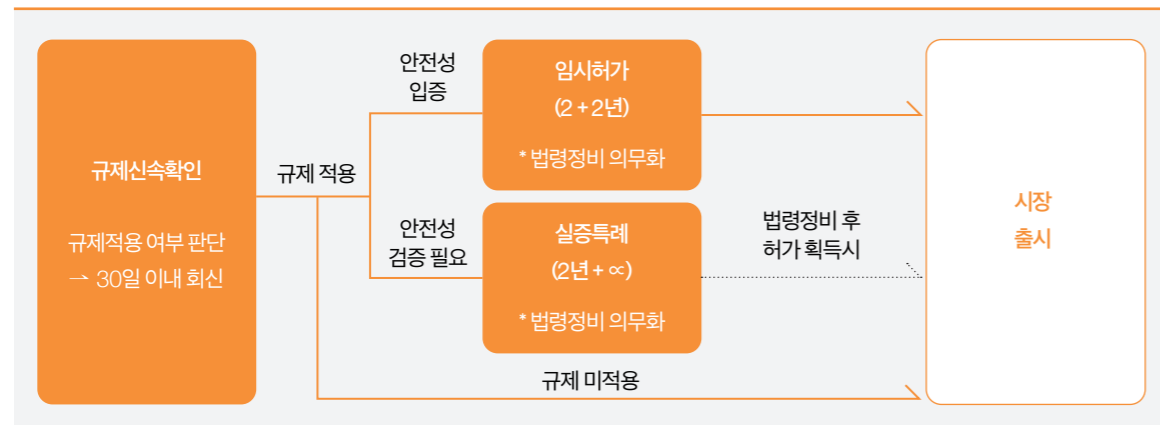 규제신속확인
규제적용 여부 판단
→ 30일 이내 회신
규제 적용
안전성
입증
임시허가
(2 + 2년)
* 법령정비 의무화
안전성
검증 필요
실증특례
(2년 + ∝)
* 법령정비 의무화
법령정비 후
허가 획득시
규제 미적용
시장
출시